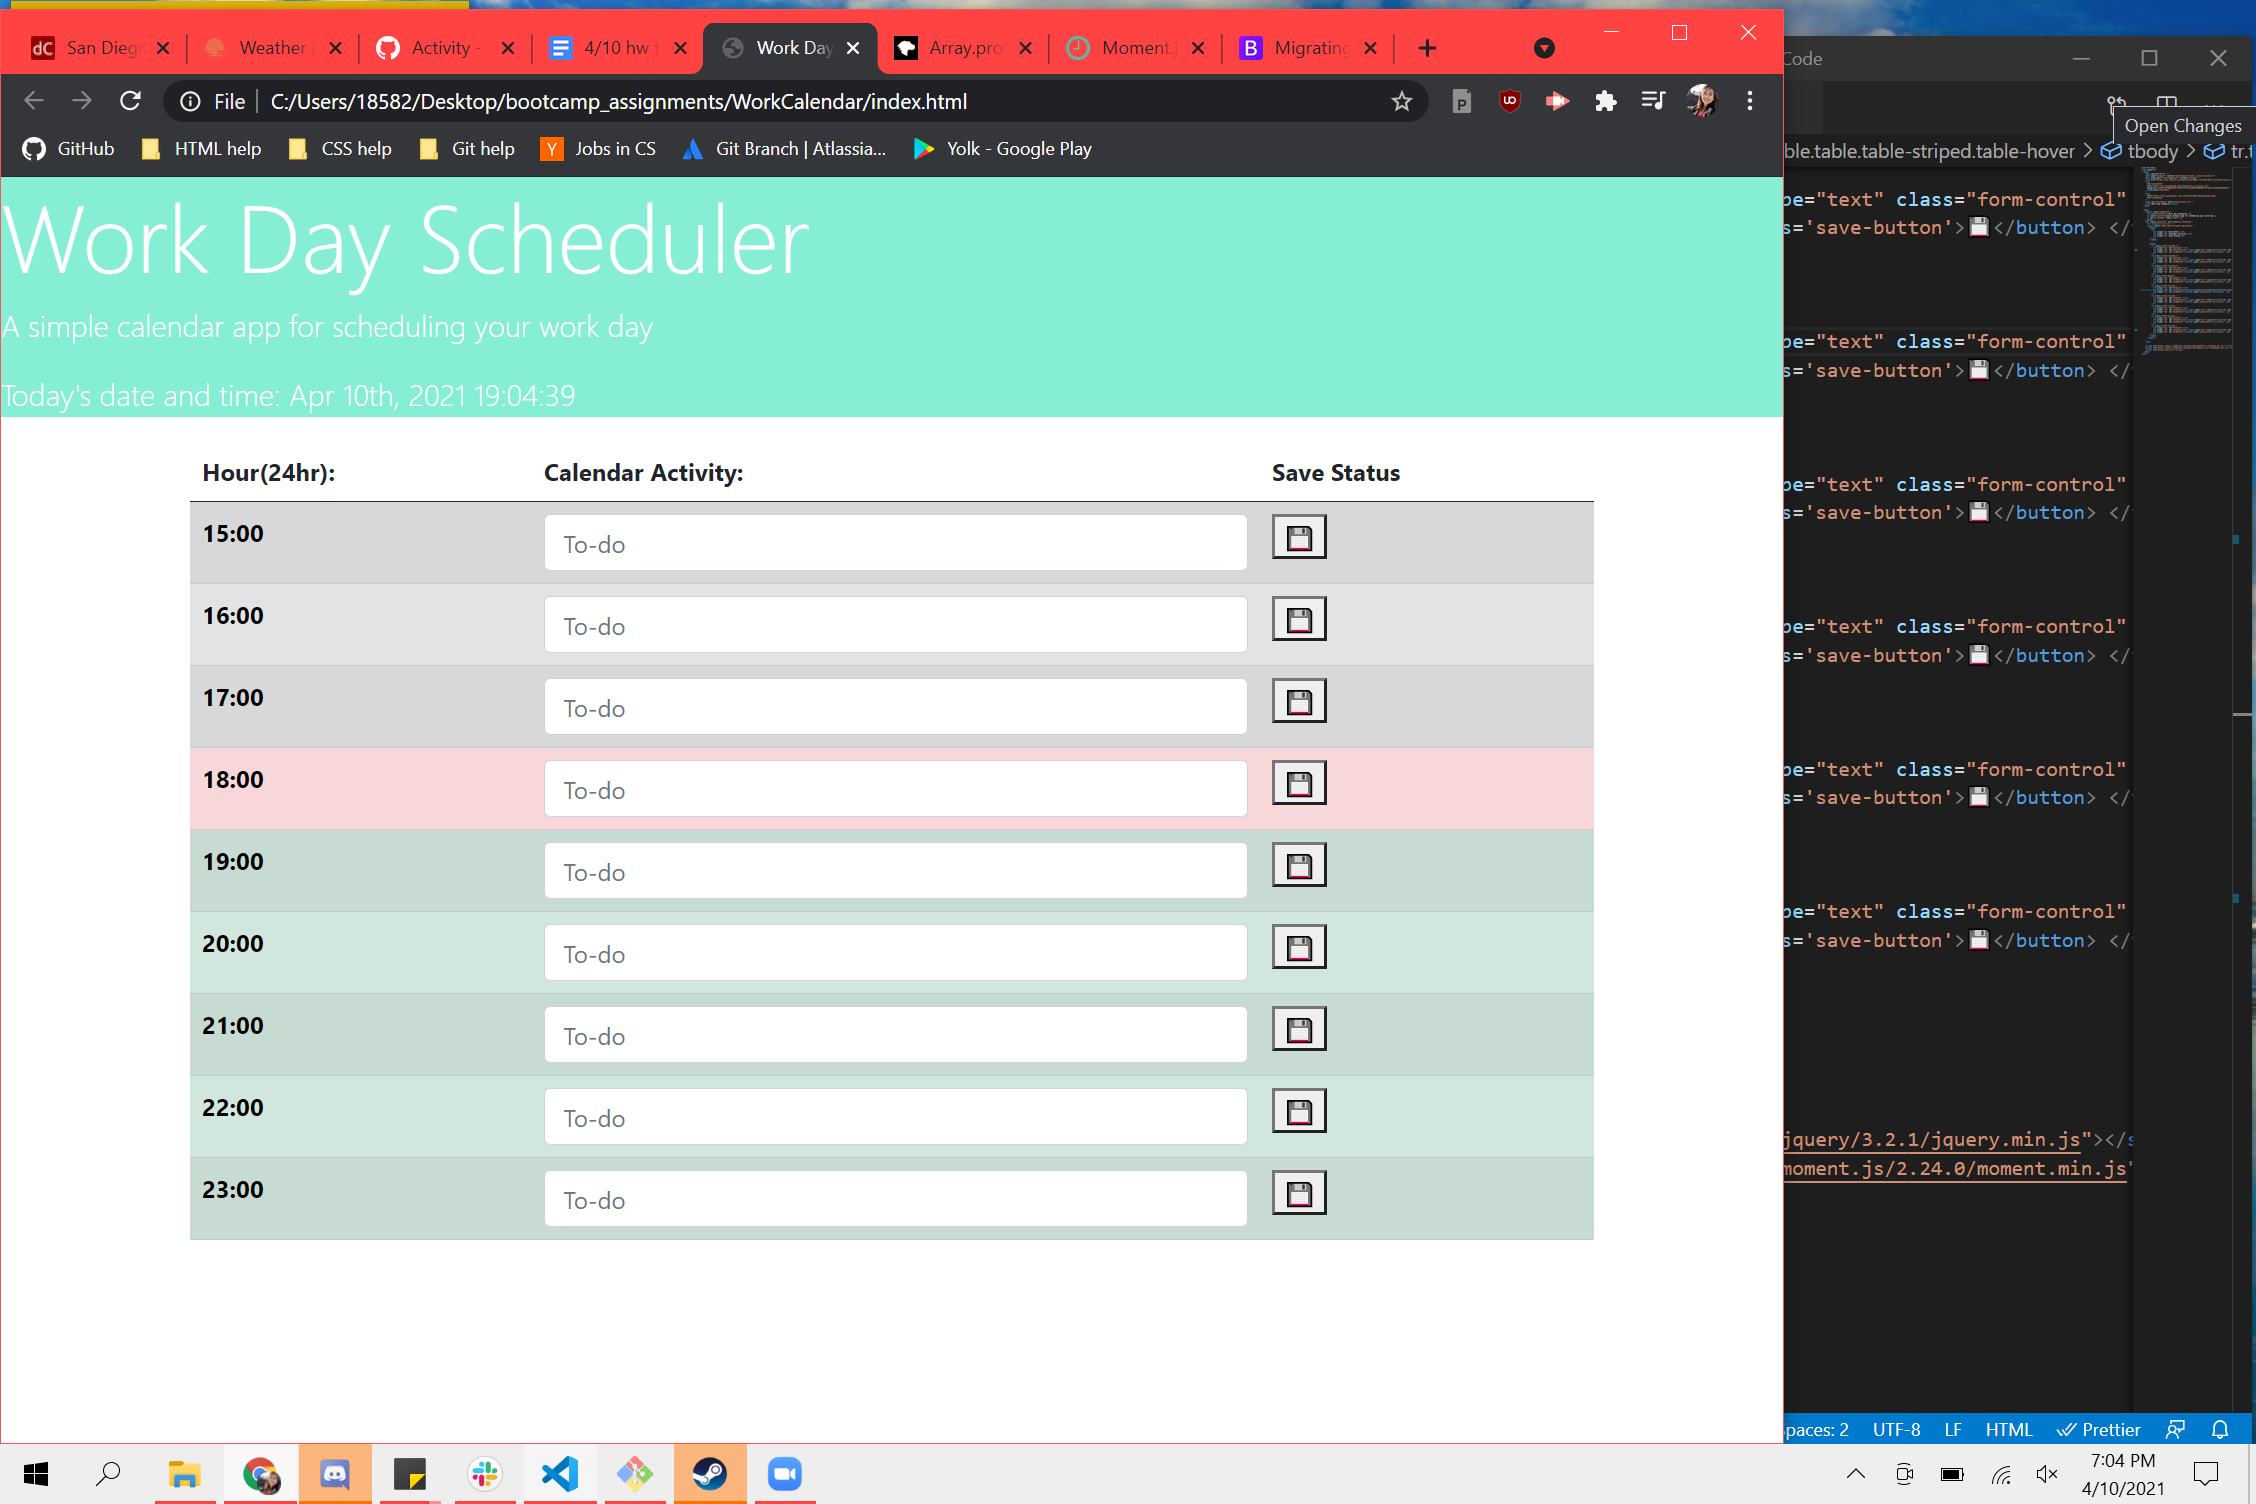 San Dieg
Weather
Activity -
4/10 hw t
Work Day
Array.pro
Moment.
Migrating
Code
File
C:/Users/18582/Desktop/bootcamp_assignments/WorkCalendar/index.html
Open Changes
GitHub
HTML help
CSS help
Git help
Jobs in CS
Git Branch | Atlassia...
Yolk - Google Play
ble.table.table-striped.table-hover > tbody > tr.t
Work Day Scheduler
A simple calendar app for scheduling your work day
Today's date and time: Apr 10th, 2021 19:04:39
Hour(24hr): Calendar Activity: Save Status
15:00 To-do
16:00 To-do
17:00 To-do
18:00 To-do
19:00 To-do
20:00 To-do
21:00 To-do
22:00 To-do
23:00 To-do
pe="text" class="form-control"
s='save-button'>💾</button> </
pe="text" class="form-control"
s='save-button'>💾</button> </
pe="text" class="form-control"
s='save-button'>💾</button> </
pe="text" class="form-control"
s='save-button'>💾</button> </
pe="text" class="form-control"
s='save-button'>💾</button> </
pe="text" class="form-control"
s='save-button'>💾</button> </
jquery/3.2.1/jquery.min.js"></s
moment.js/2.24.0/moment.min.js"
paces: 2 UTF-8 LF HTML Prettier
7:04 PM
4/10/2021